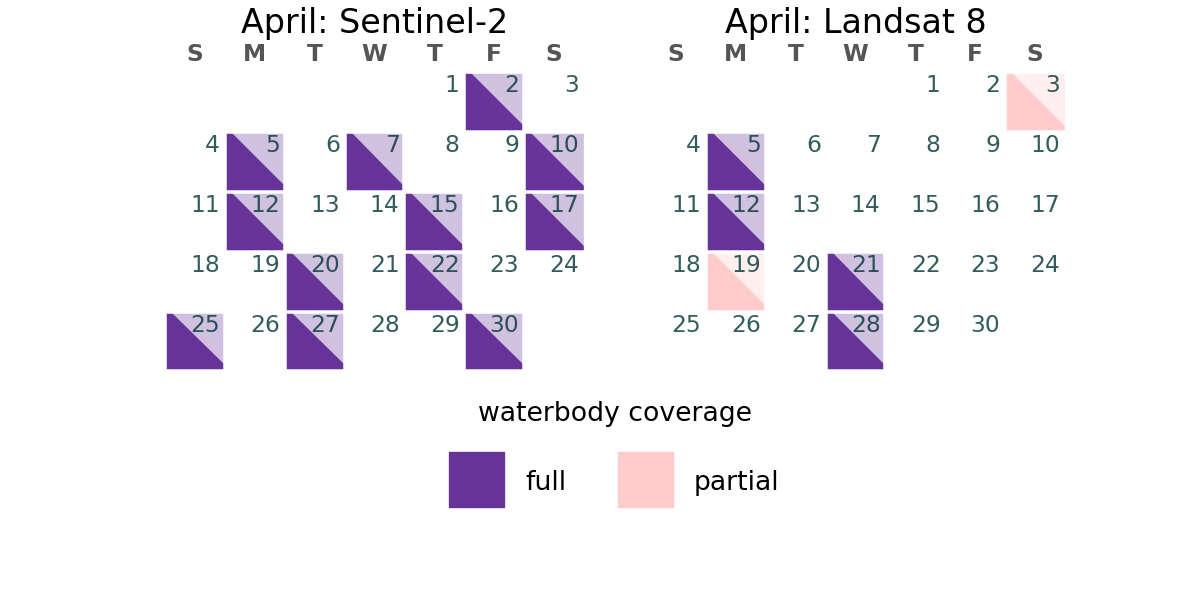 April: Sentinel-2
S M T W T F S
1 2 3
4 5 6 7 8 9 10
11 12 13 14 15 16 17
18 19 20 21 22 23 24
25 26 27 28 29 30
April: Landsat 8
S M T W T F S
1 2 3
4 5 6 7 8 9 10
11 12 13 14 15 16 17
18 19 20 21 22 23 24
25 26 27 28 29 30
waterbody coverage
full
partial